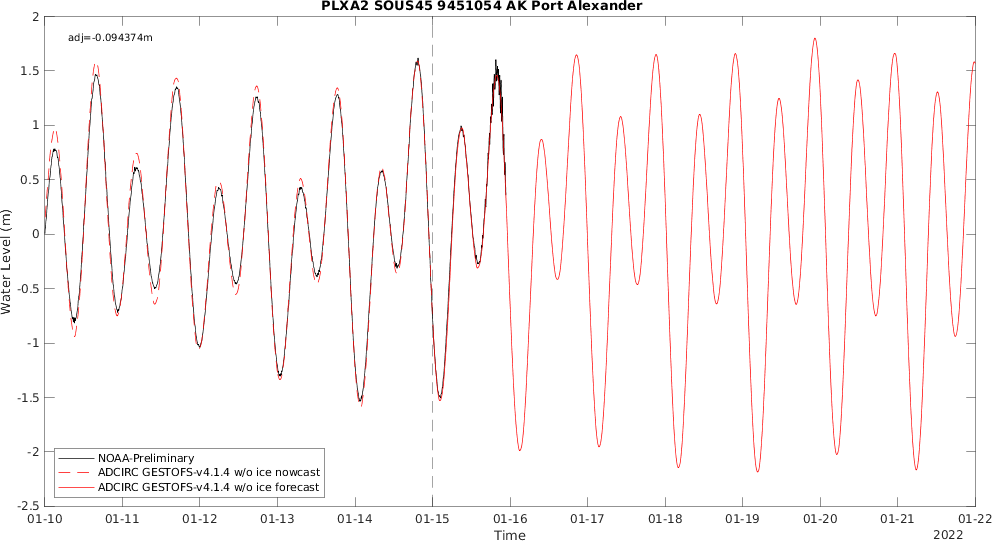 PLXA2 SOUS45 9451054 AK Port Alexander
adj=-0.094374m
Water Level (m)
2
1.5
1
0.5
0
-0.5
-1
-1.5
-2
-2.5
NOAA-Preliminary
ADCIRC GESTOFS-v4.1.4 w/o ice nowcast
ADCIRC GESTOFS-v4.1.4 w/o ice forecast
01-10 01-11 01-12 01-13 01-14 01-15 01-16 01-17 01-18 01-19 01-20 01-21 01-22
Time
2022